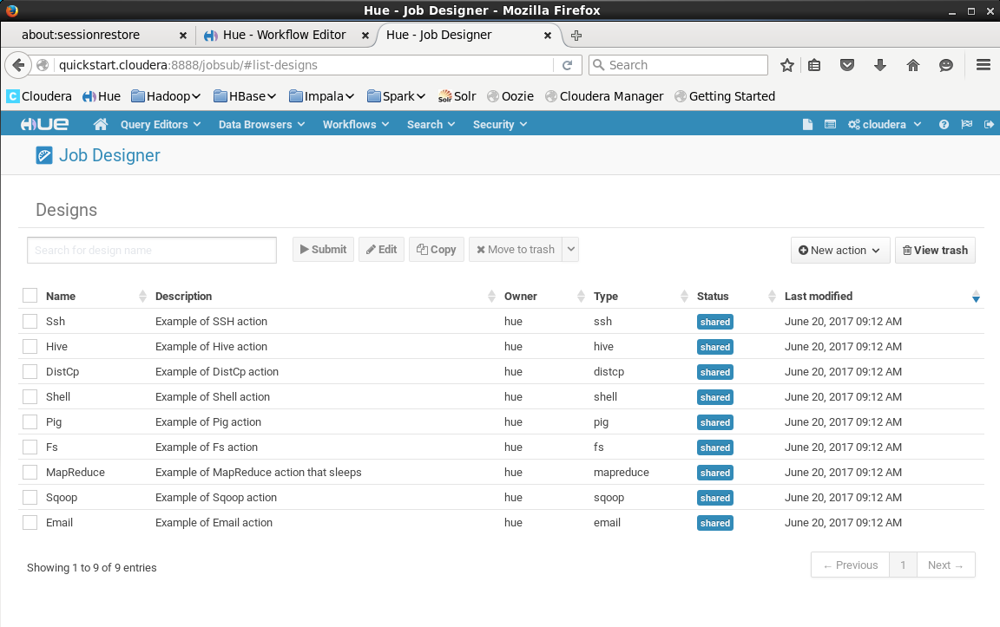 Hue - Job Designer - Mozilla Firefox
about:sessionrestore Hue - Workflow Editor Hue - Job Designer
quickstart.cloudera:8888/jobsub/#list-designs Search
Cloudera Hue Hadoop HBase Impala Spark Solr Oozie Cloudera Manager Getting Started
HUE Query Editors Data Browsers Workflows Search Security cloudera
Job Designer
Designs
Search for design name Submit Edit Copy Move to trash New action View trash
Name Description Owner Type Status Last modified
Ssh Example of SSH action hue ssh shared June 20, 2017 09:12 AM
Hive Example of Hive action hue hive shared June 20, 2017 09:12 AM
DistCp Example of DistCp action hue distcp shared June 20, 2017 09:12 AM
Shell Example of Shell action hue shell shared June 20, 2017 09:12 AM
Pig Example of Pig action hue pig shared June 20, 2017 09:12 AM
Fs Example of Fs action hue fs shared June 20, 2017 09:12 AM
MapReduce Example of MapReduce action that sleeps hue mapreduce shared June 20, 2017 09:12 AM
Sqoop Example of Sqoop action hue sqoop shared June 20, 2017 09:12 AM
Email Example of Email action hue email shared June 20, 2017 09:12 AM
Showing 1 to 9 of 9 entries ← Previous 1 Next →